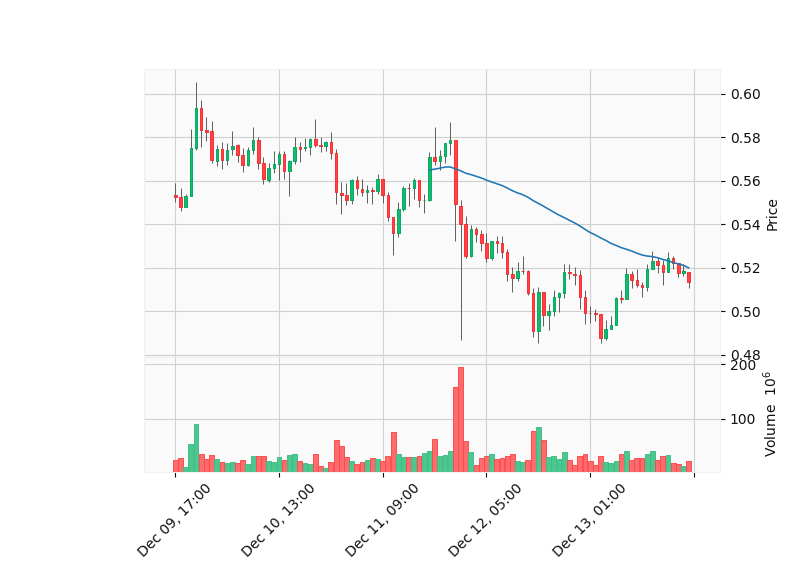 0.60
0.58
0.56
0.54
0.52
0.50
0.48
Price
200
100
Volume 10^6
Dec 09, 17:00
Dec 10, 13:00
Dec 11, 09:00
Dec 12, 05:00
Dec 13, 01:00